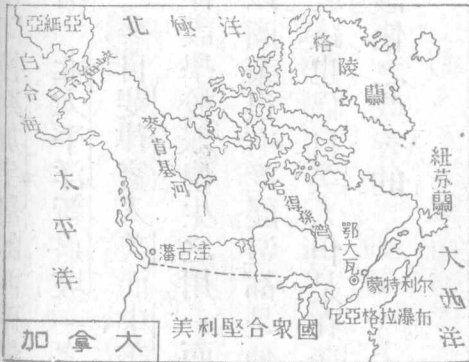 北極洋
亞細亞
白令海
格陵蘭
麥肯基河
太平洋
哈得孫灣
紐芬蘭
大西洋
鄂大瓦
藩古洼
蒙特利尔
尼亞格拉瀑布
美利堅合衆國
加拿大